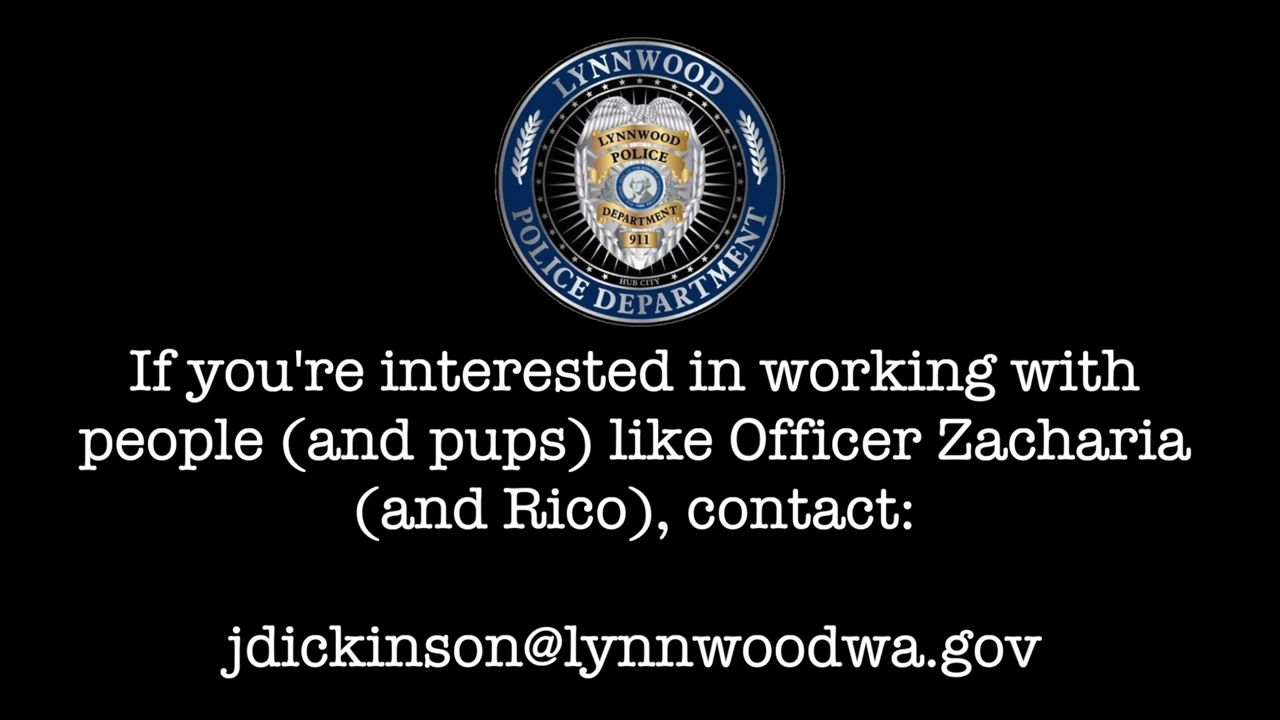 LYNNWOOD
LYNNWOOD
POLICE
DEPARTMENT
911
HUB CITY
POLICE DEPARTMENT
If you're interested in working with
people (and pups) like Officer Zacharia
(and Rico), contact:
jdickinson@lynnwoodwa.gov